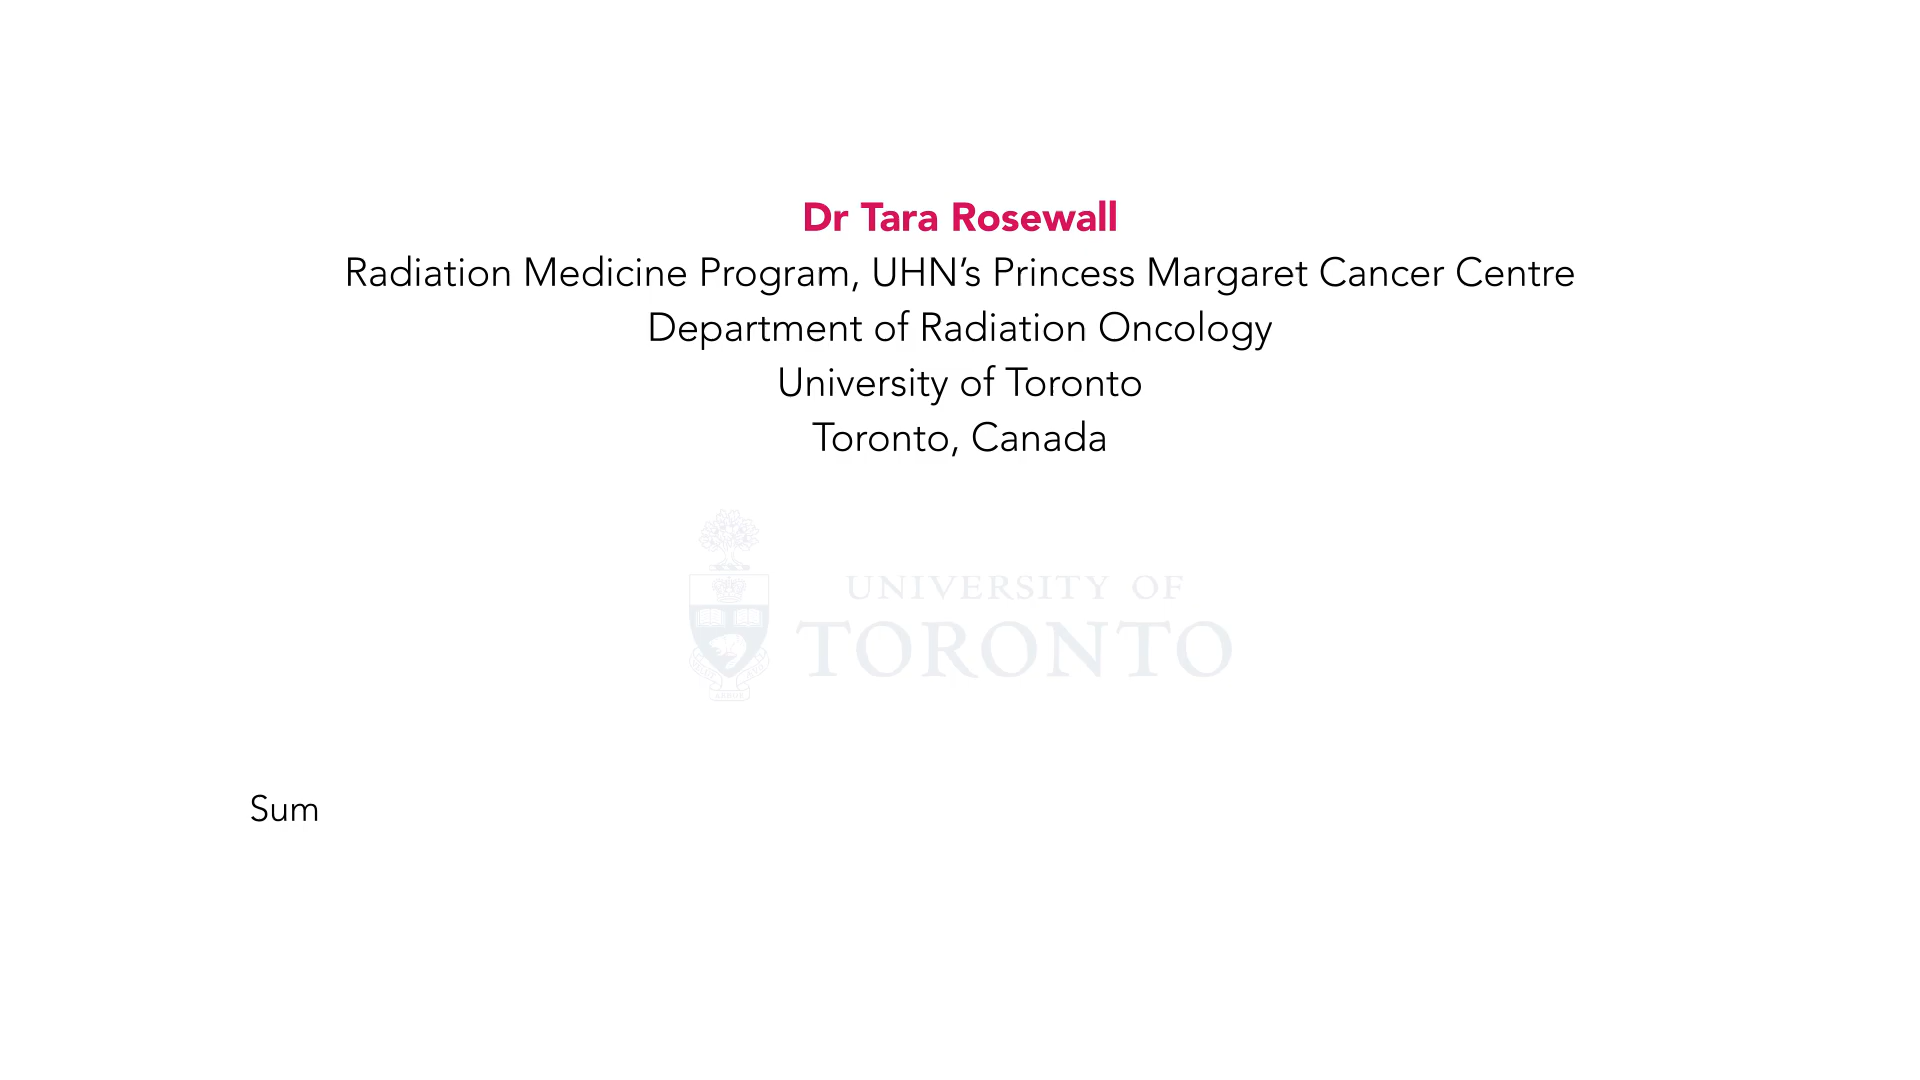 Dr Tara Rosewall
Radiation Medicine Program, UHN’s Princess Margaret Cancer Centre
Department of Radiation Oncology
University of Toronto
Toronto, Canada
UNIVERSITY OF
TORONTO
Sum